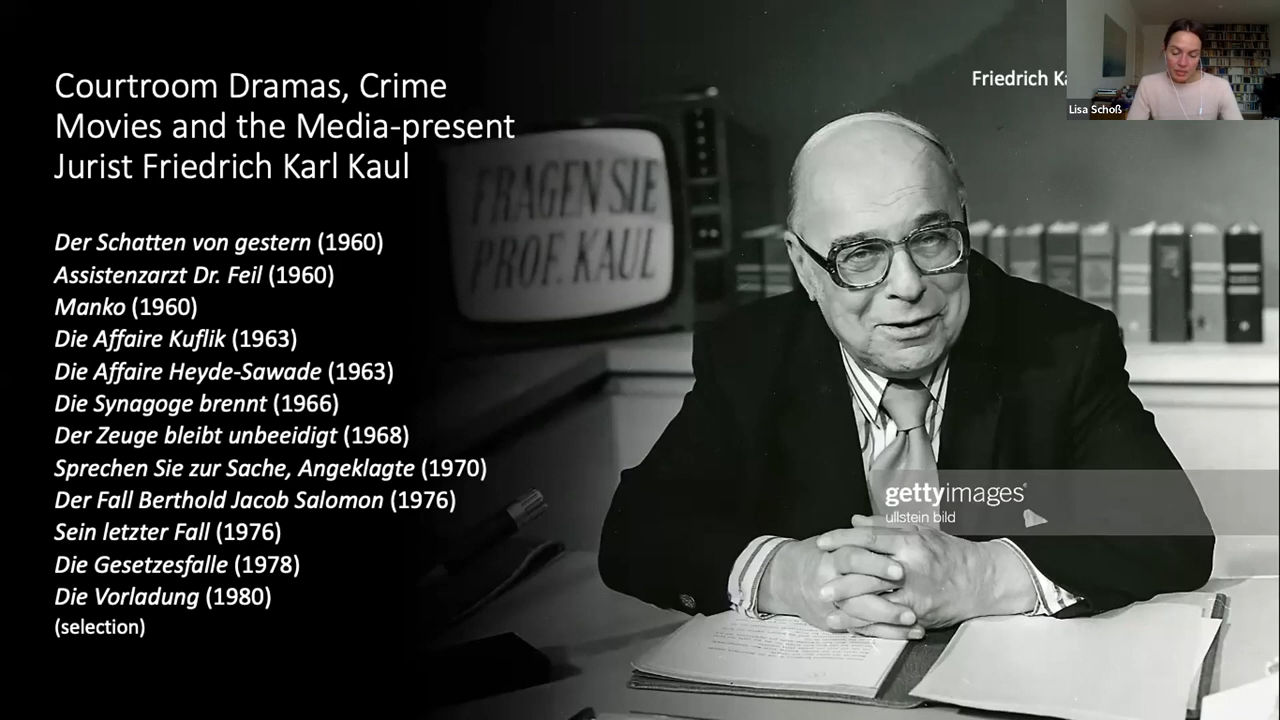 Courtroom Dramas, Crime
Movies and the Media-present
Jurist Friedrich Karl Kaul
Friedrich Ka
Lisa Schoß
FRAGEN SIE
PROF. KAUL
Der Schatten von gestern (1960)
Assistenzarzt Dr. Feil (1960)
Manko (1960)
Die Affaire Kuflik (1963)
Die Affaire Heyde-Sawade (1963)
Die Synagoge brennt (1966)
Der Zeuge bleibt unbeeidigt (1968)
Sprechen Sie zur Sache, Angeklagte (1970)
Der Fall Berthold Jacob Salomon (1976)
Sein letzter Fall (1976)
Die Gesetzesfalle (1978)
Die Vorladung (1980)
(selection)
gettyimages
ullstein bild